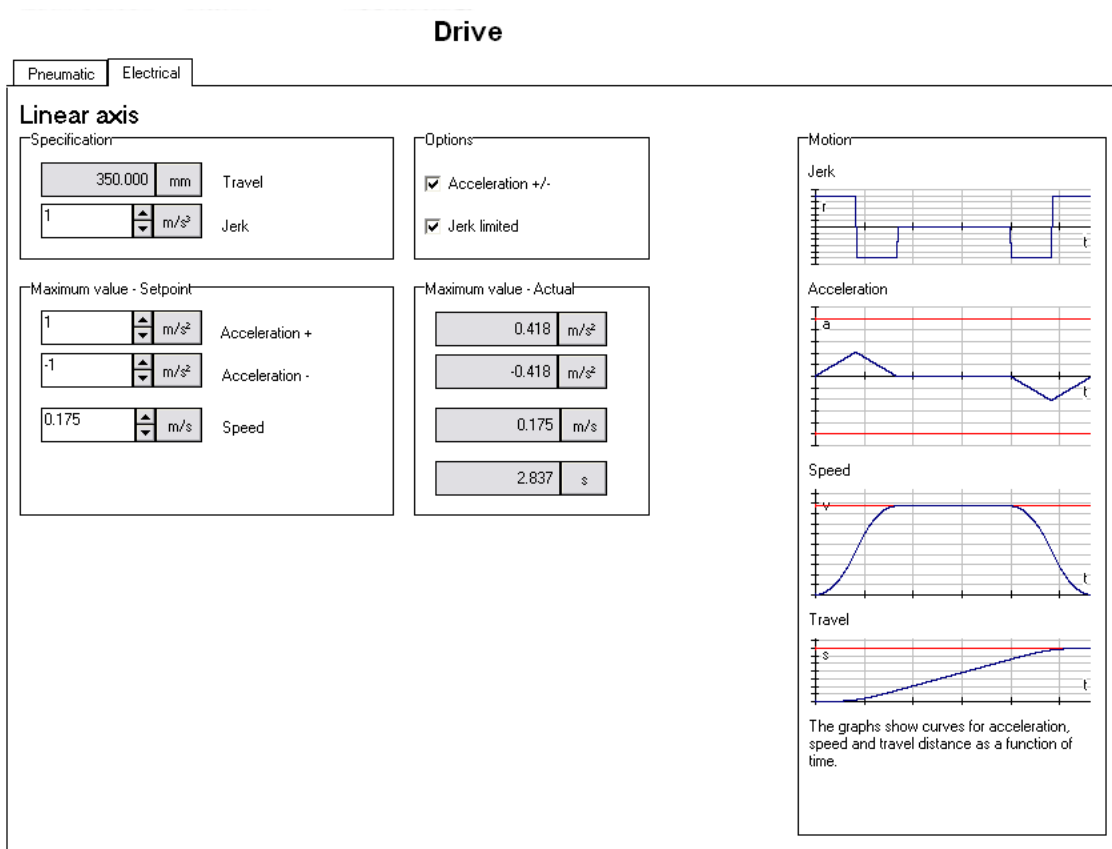 Drive
Pneumatic
Electrical
Linear axis
Specification
350.000 mm Travel
1 m/s³ Jerk
Options
Acceleration +/-
Jerk limited
Maximum value - Setpoint
1 m/s² Acceleration +
-1 m/s² Acceleration -
0.175 m/s Speed
Maximum value - Actual
0.418 m/s²
-0.418 m/s²
0.175 m/s
2.837 s
Motion
Jerk
r
t
Acceleration
a
t
Speed
v
t
Travel
s
t
The graphs show curves for acceleration,
speed and travel distance as a function of
time.